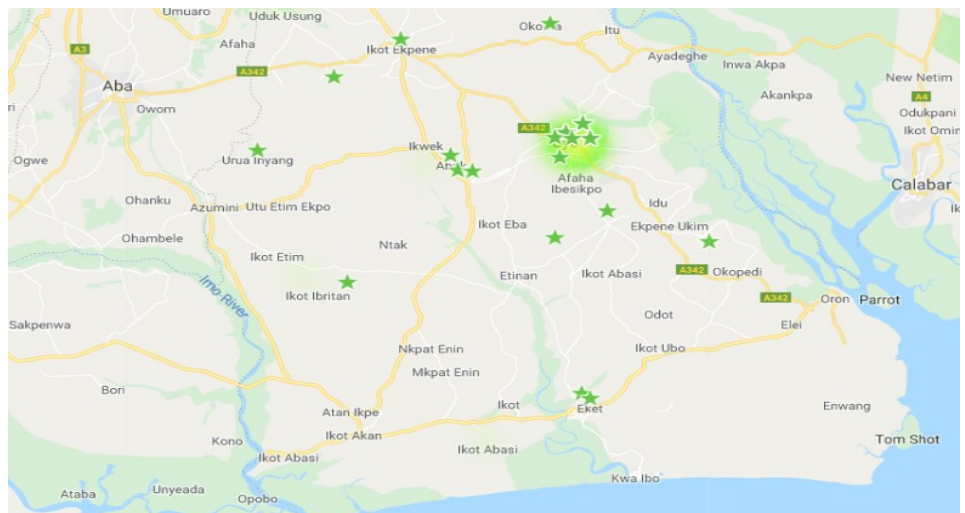 Umuaro
Uduk Usung
Oko
Itu
A3
Afaha
Ikot Ekpene
Ayadeghe
Inwa Akpa
A342
New Netim
Aba
Akankpa
A4
Owom
Odukpani
A342
Ikot Omin
Ikwek
Ogwe
Urua Inyang
Afaha
Ibesikpo
Calabar
Ohanku
Azumini
Utu Etim Ekpo
Idu
Ikot Eba
Ekpene Ukim
Ohambele
Ntak
Ikot Etim
Etinan
Ikot Abasi
A342
Okopedi
Imo River
Ikot Ibritan
A342
Oron
Parrot
Sakpenwa
Odot
Elei
Nkpat Enin
Ikot Ubo
Mkpat Enin
Bori
Atan Ikpe
Ikot
Eket
Enwang
Kono
Ikot Akan
Tom Shot
Ikot Abasi
Ikot Abasi
Kwa Ibo
Unyeada
Ataba
Opobo